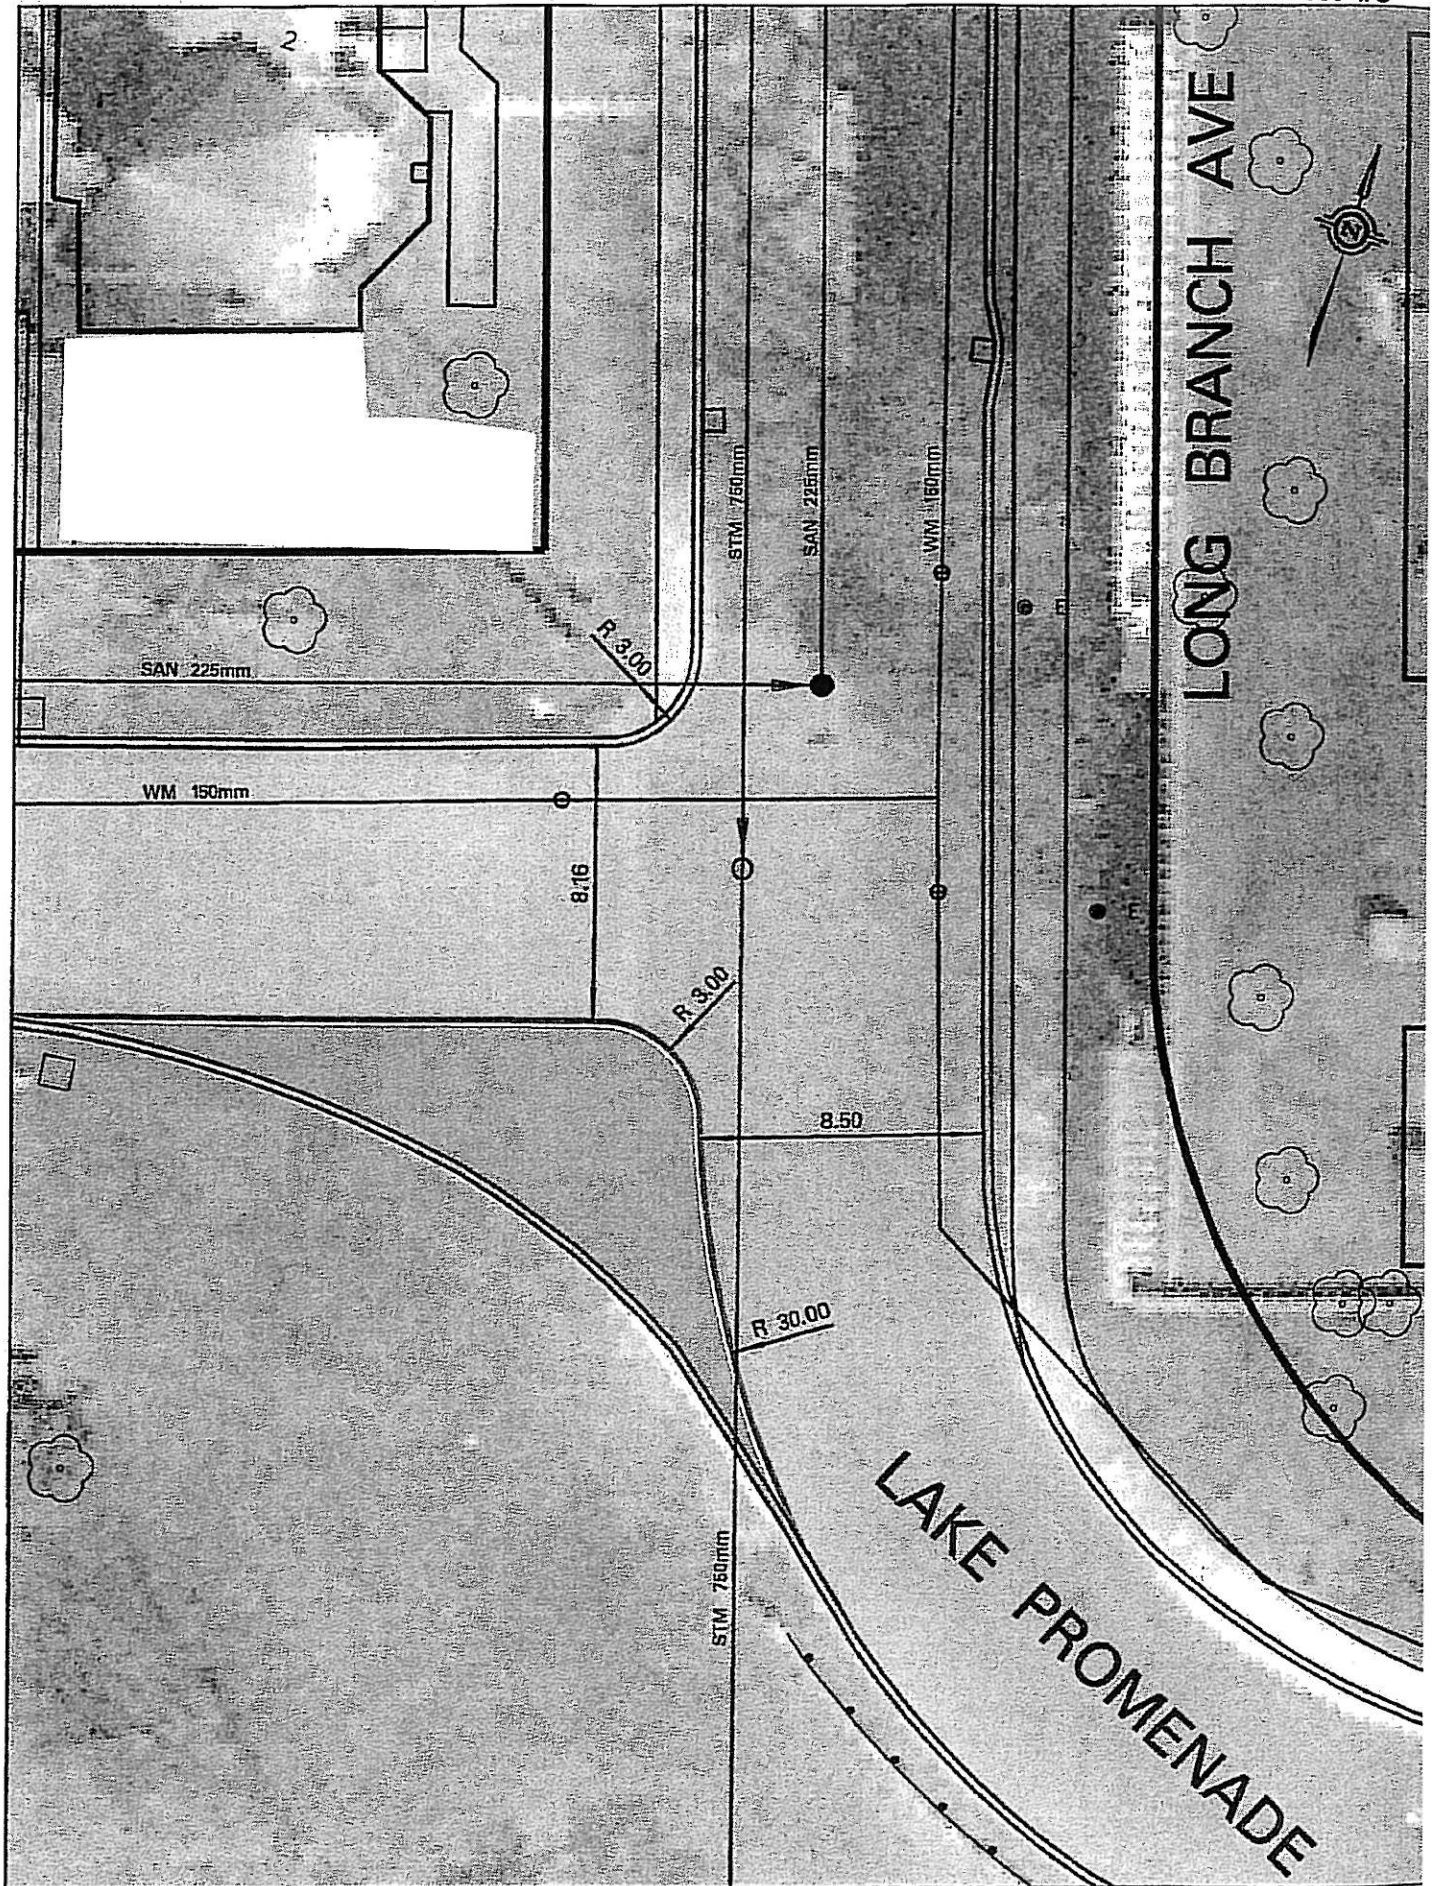 2
LONG BRANCH AVE
N
STM 750mm
SAN 225mm
WM 150mm
R 3.00
SAN 225mm
WM 150mm
8.16
R 3.00
8.50
R 30.00
STM 750mm
LAKE PROMENADE